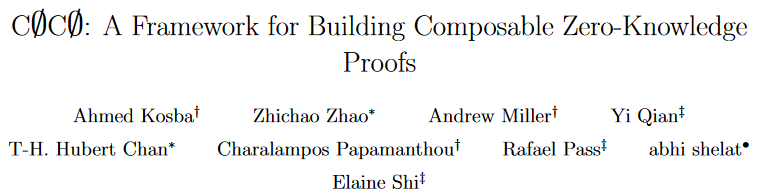 C∅C∅: A Framework for Building Composable Zero-Knowledge
Proofs
Ahmed Kosba† Zhichao Zhao* Andrew Miller† Yi Qian‡
T-H. Hubert Chan* Charalampos Papamanthou† Rafael Pass‡ abhi shelat•
Elaine Shi‡